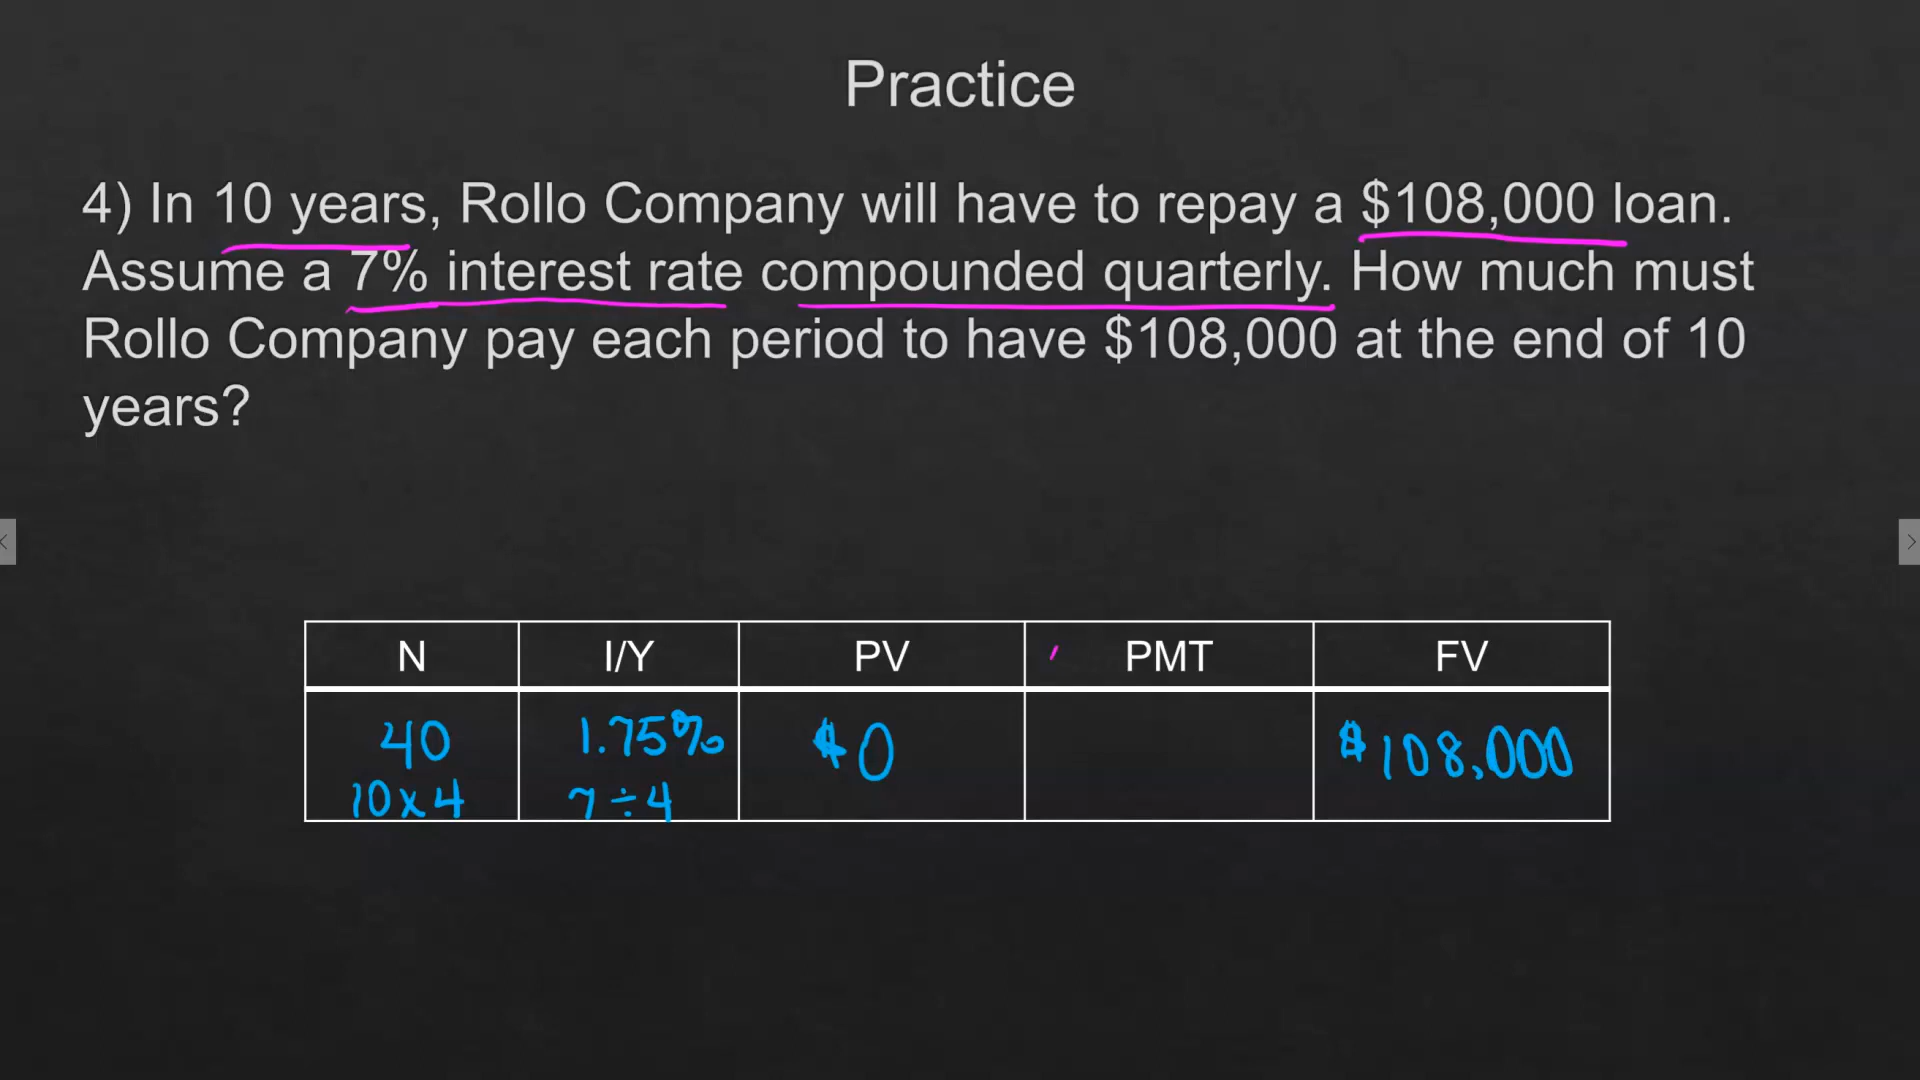 Practice
4) In 10 years, Rollo Company will have to repay a $108,000 loan.
Assume a 7% interest rate compounded quarterly. How much must
Rollo Company pay each period to have $108,000 at the end of 10
years?
N I/Y PV PMT FV
40 1.75% $0 $108,000
10 x 4 7 ÷ 4